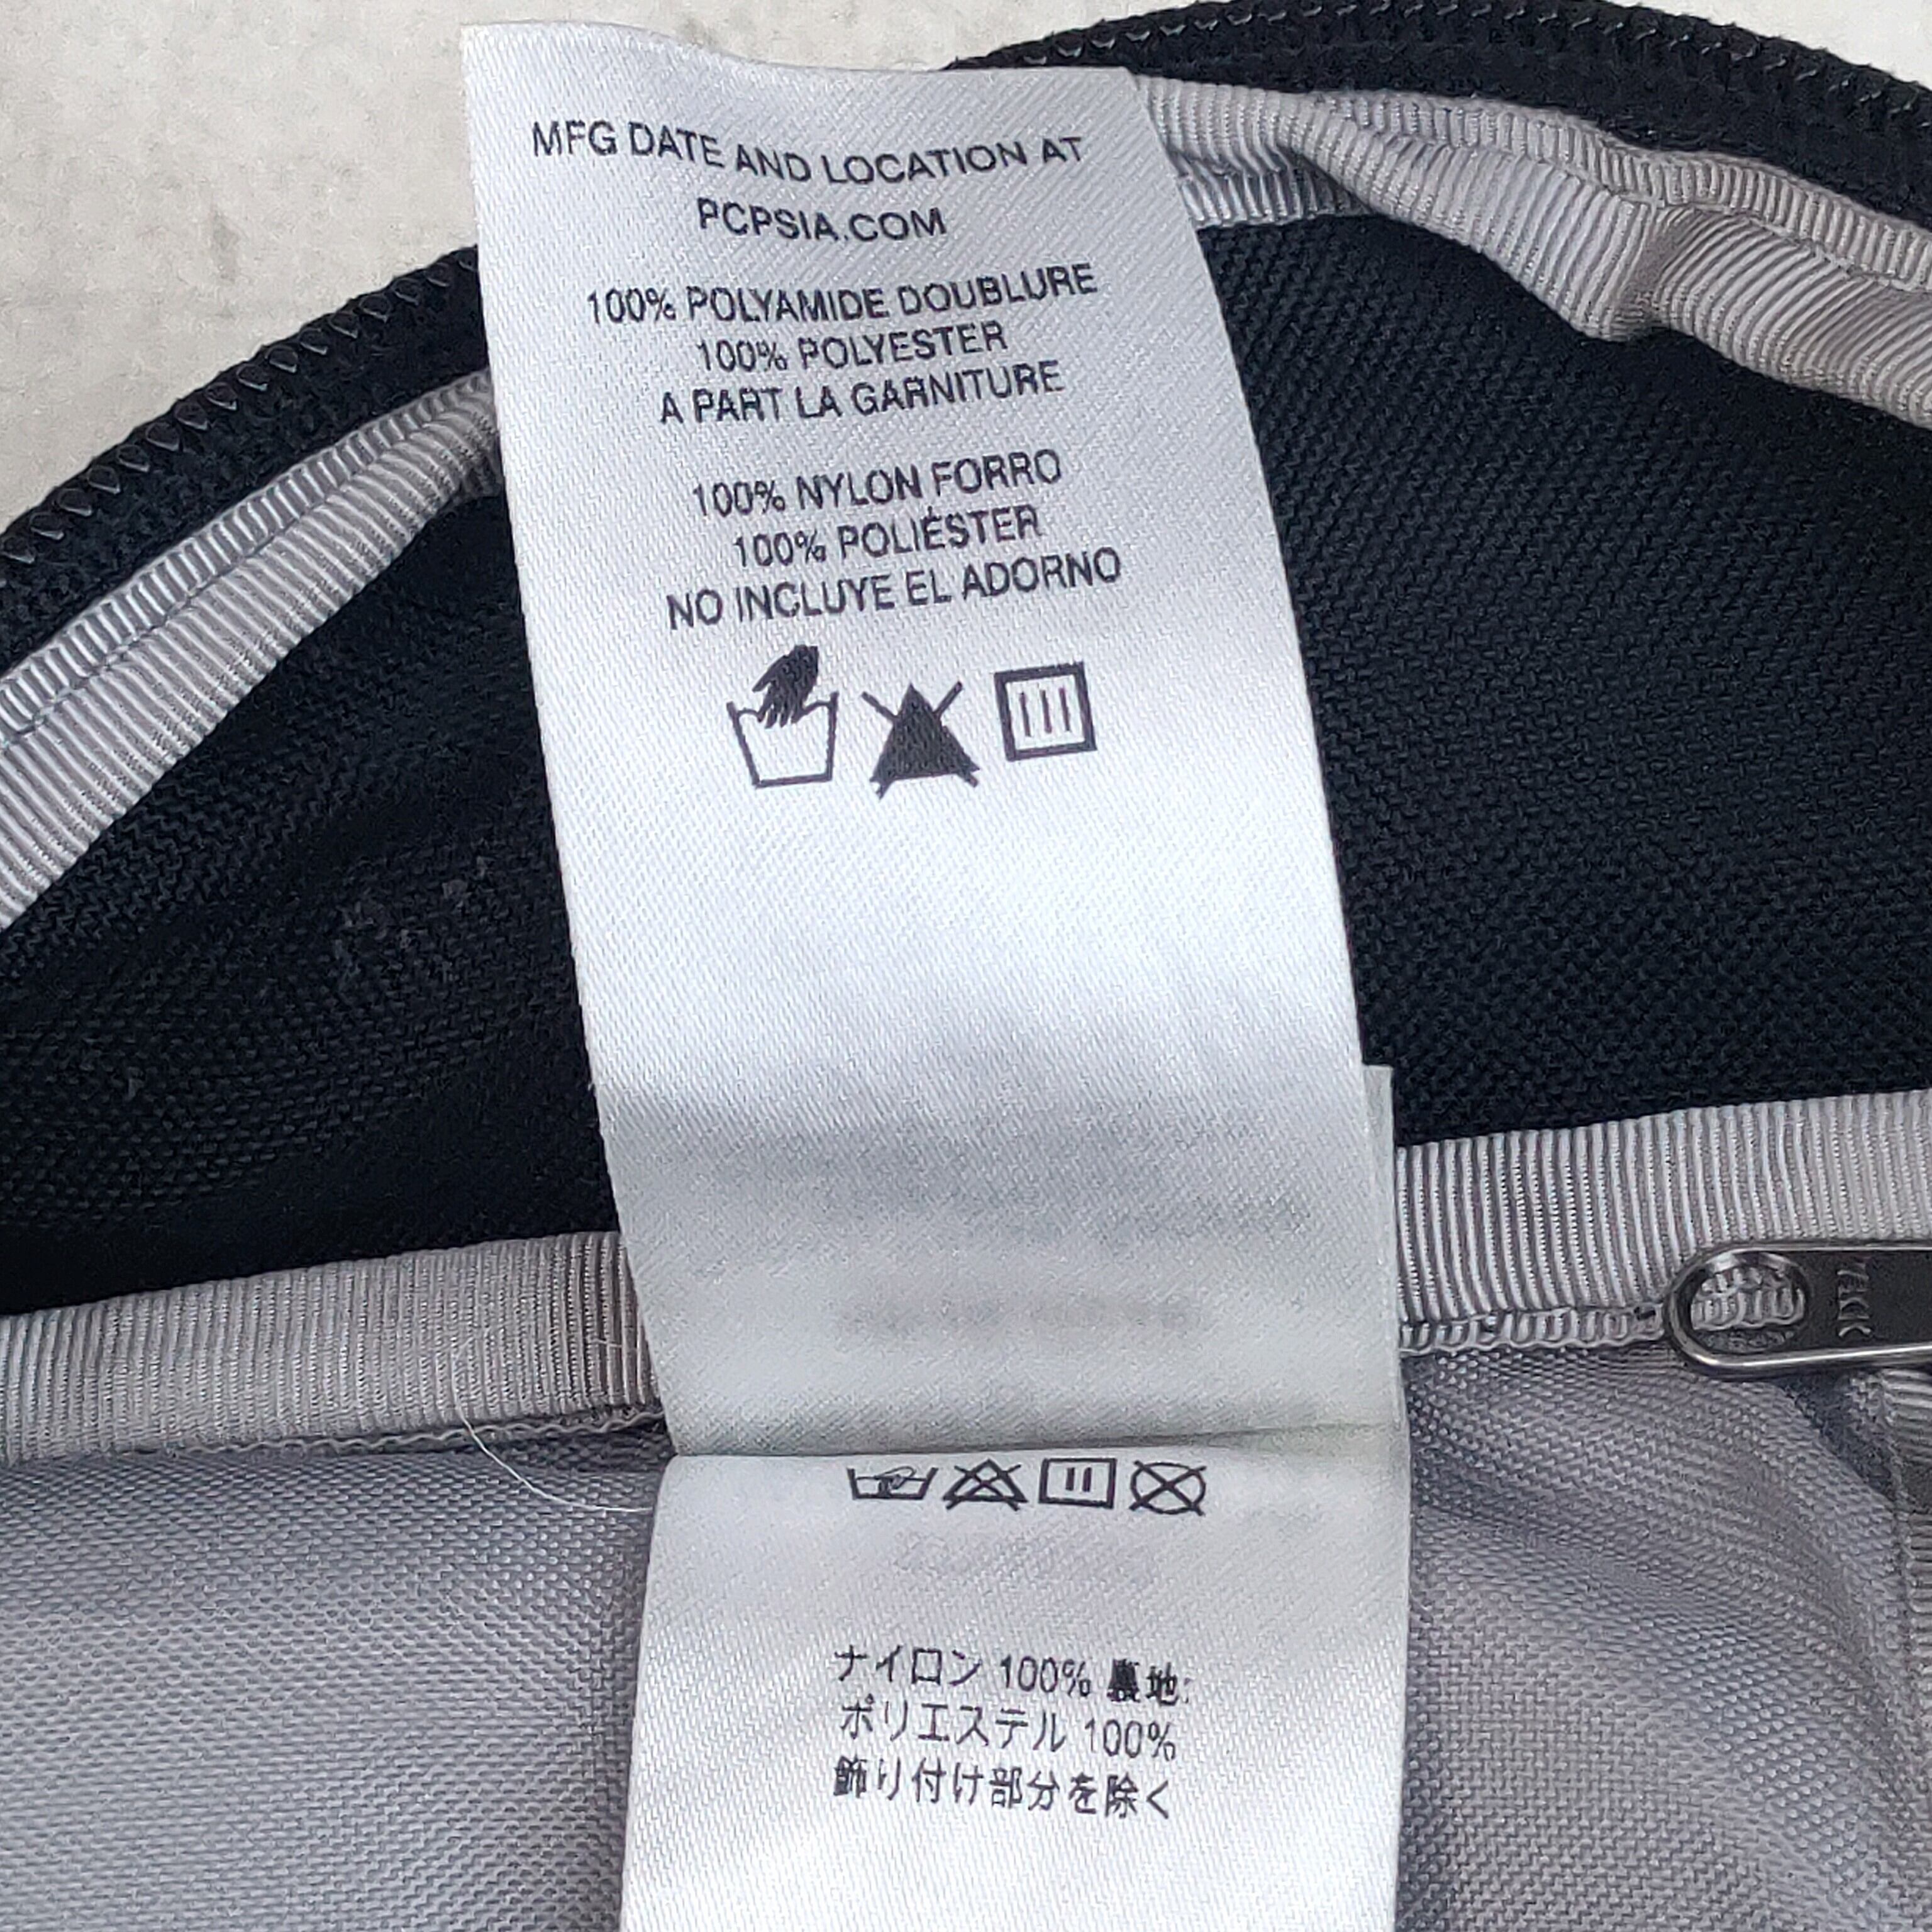 MFG DATE AND LOCATION AT
PCPSIA.COM
100% POLYAMIDE DOUBLURE
100% POLYESTER
A PART LA GARNITURE
100% NYLON FORRO
100% POLIÉSTER
NO INCLUYE EL ADORNO
ナイロン 100% 裏地:
ポリエステル 100%
飾り付け部分を除く
YKK